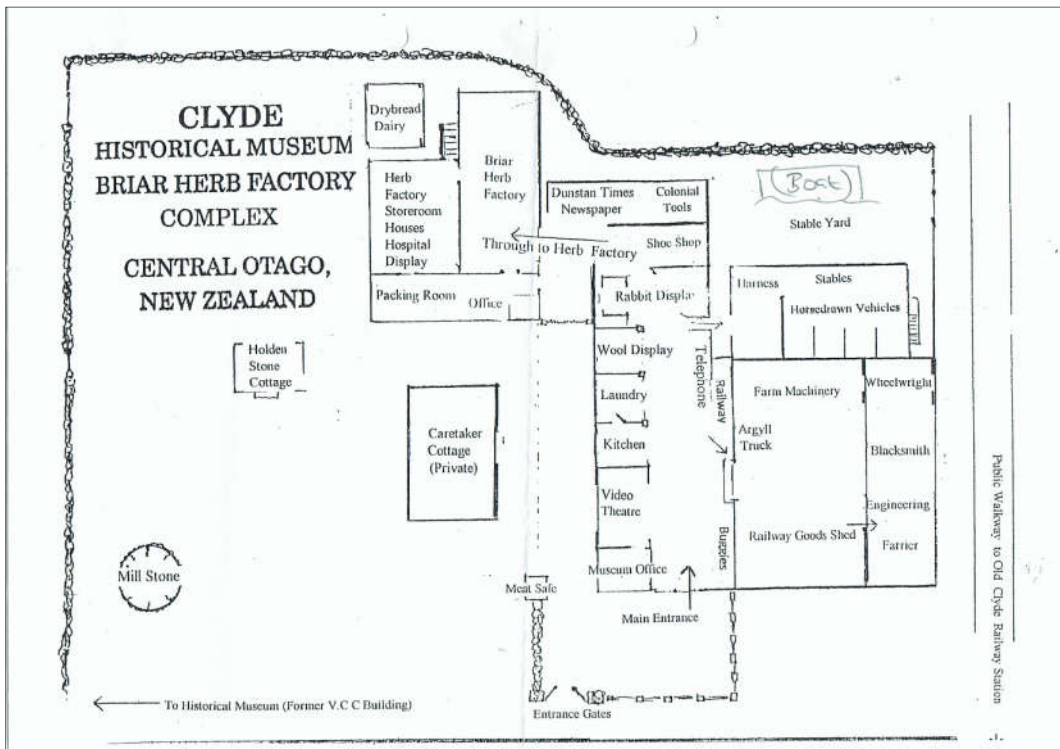 CLYDE
HISTORICAL MUSEUM
BRIAR HERB FACTORY
COMPLEX
CENTRAL OTAGO,
NEW ZEALAND
Drybread
Dairy
Herb
Factory
Storeroom
Houses
Hospital
Display
Briar
Herb
Factory
Packing Room
Office
Dunstan Times
Newspaper
Colonial
Tools
Shoe Shop
Through to Herb Factory
Rabbit Display
(Boat)
Stable Yard
Harness
Stables
Horsedrawn Vehicles
Holden
Stone
Cottage
Caretaker
Cottage
(Private)
Wool Display
Laundry
Kitchen
Video
Theatre
Museum Office
Telephone
Railway
Buggies
Argyll
Truck
Farm Machinery
Railway Goods Shed
Wheelwright
Blacksmith
Engineering
Farrier
Mill Stone
Meat Safe
Main Entrance
Entrance Gates
To Historical Museum (Former V.C C Building)
Public Walkway to Old Clyde Railway Station